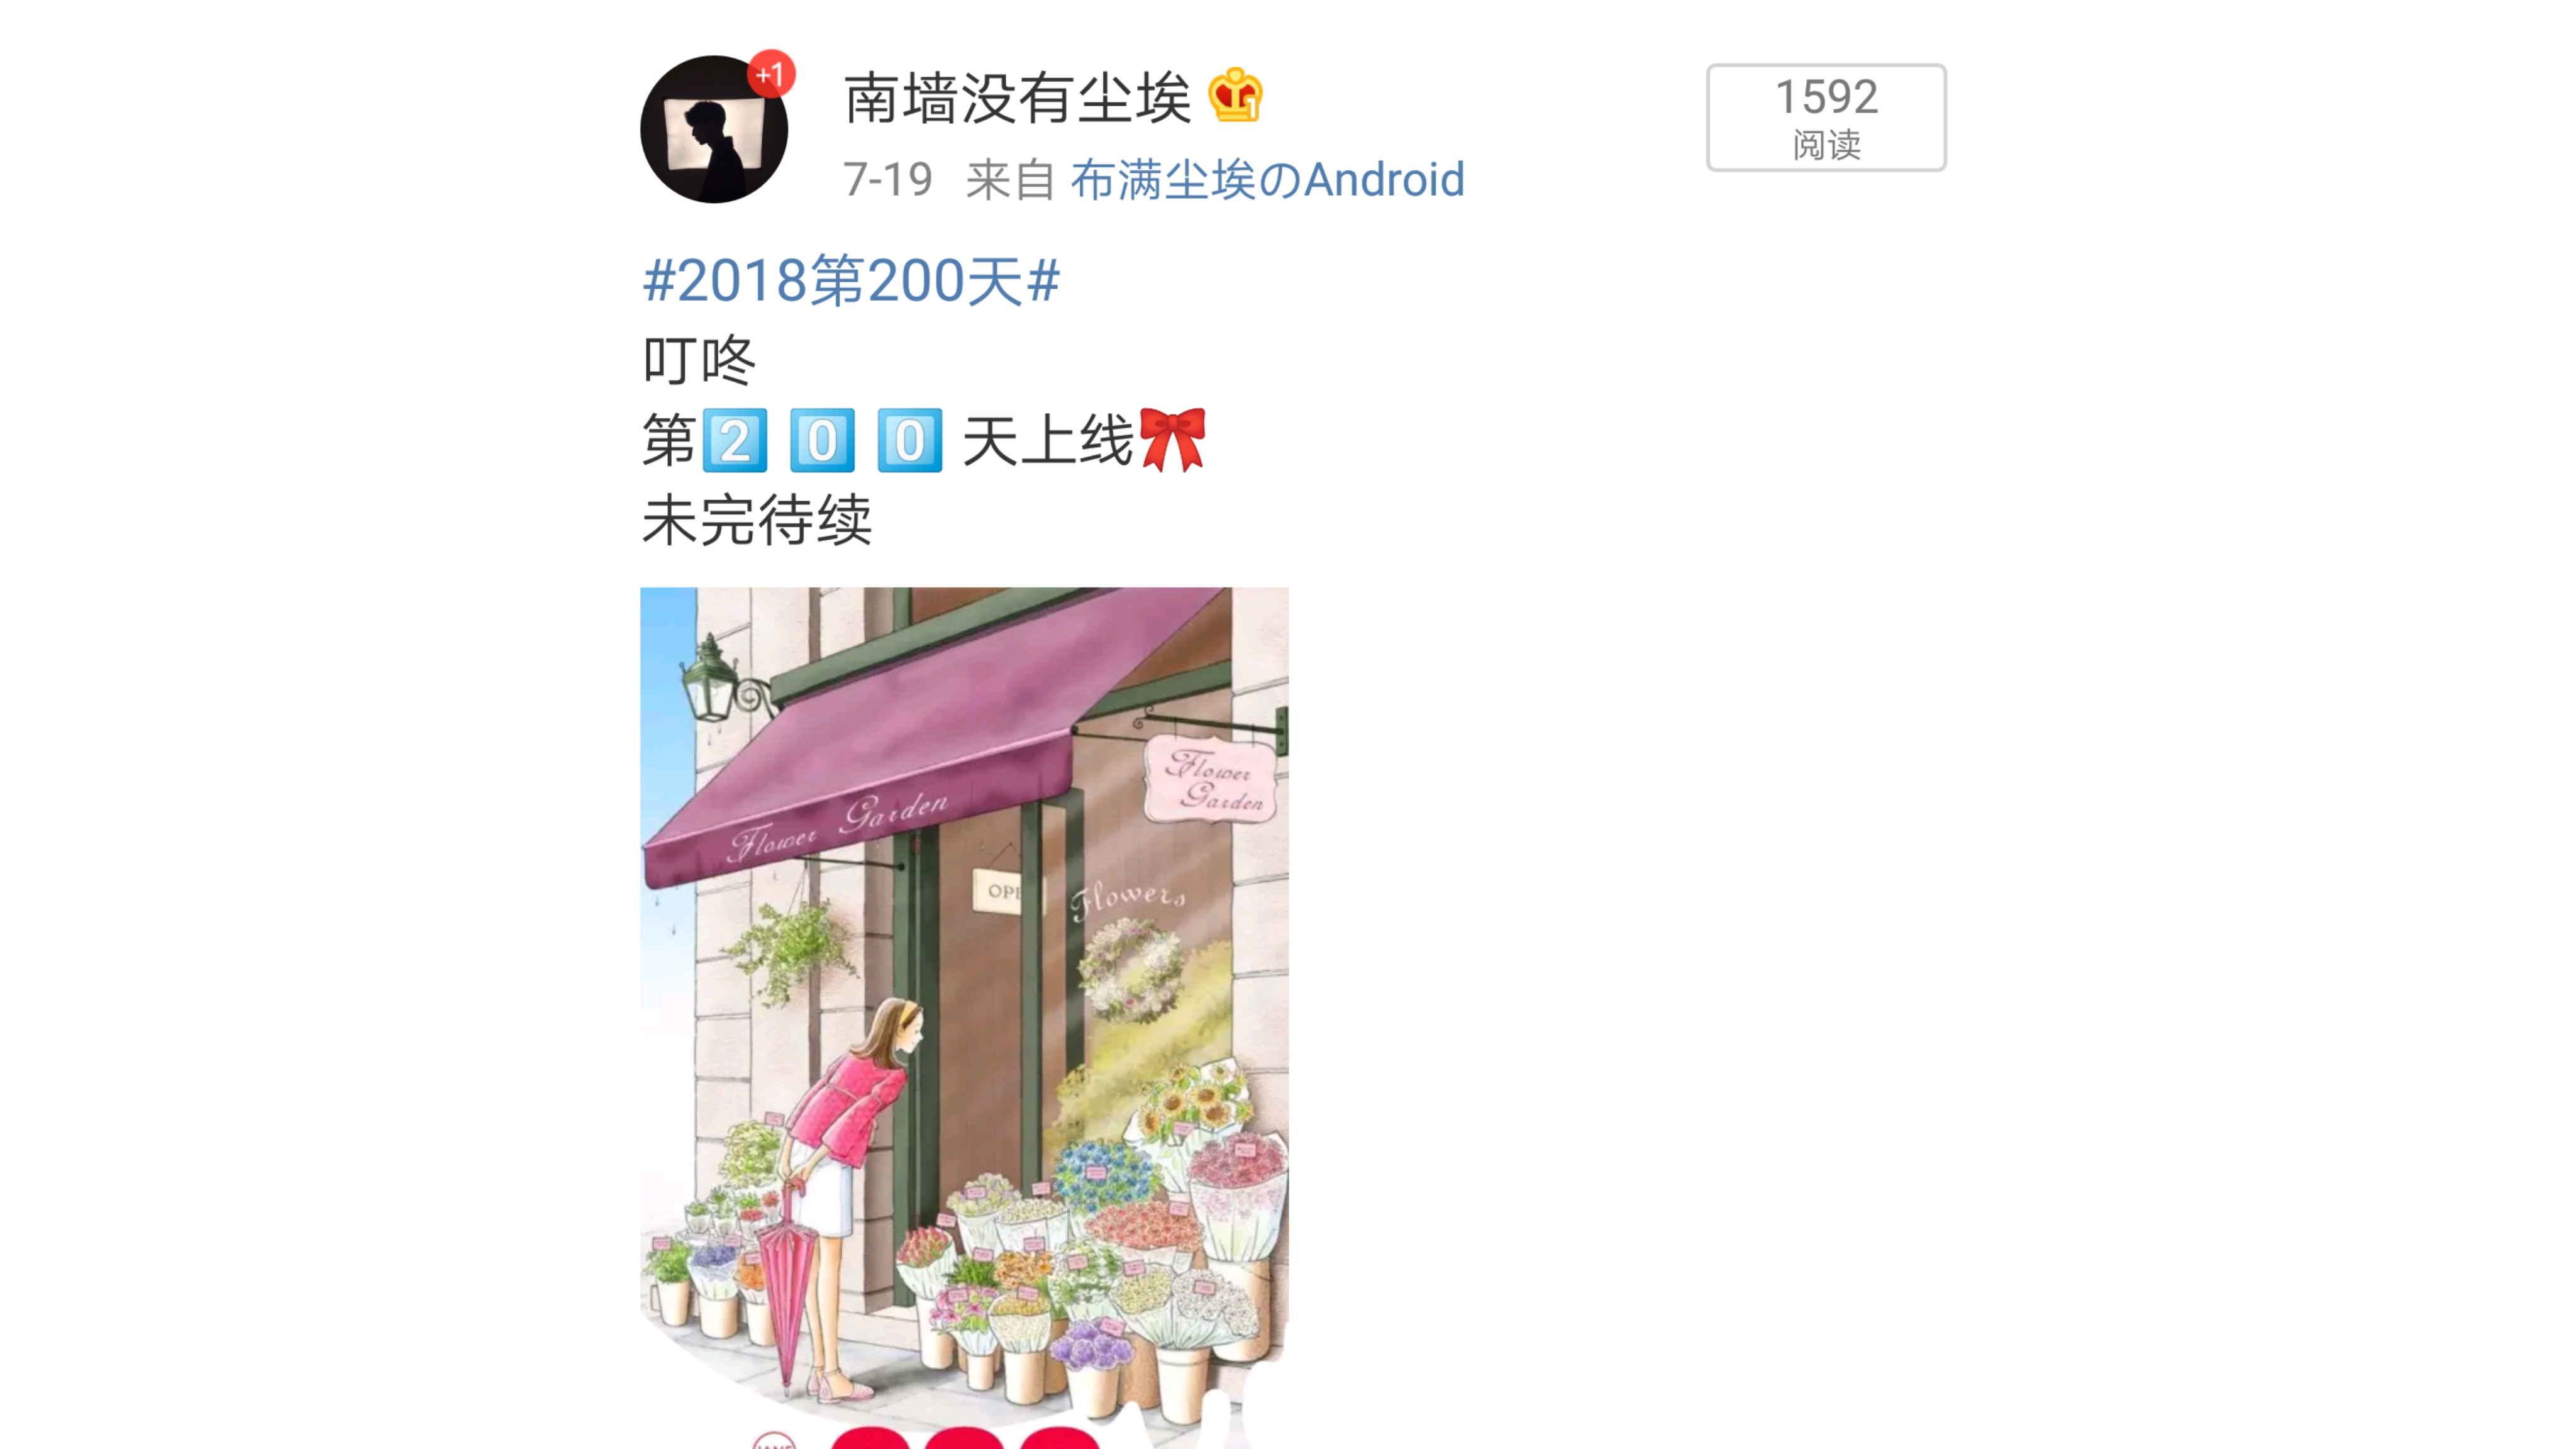 +1
南墙没有尘埃
1592
阅读
7-19 来自 布满尘埃のAndroid
#2018第200天#
叮咚
第2️⃣0️⃣0️⃣天上线🎀
未完待续
Flower
Garden
Flower Garden
OPE
Flowers